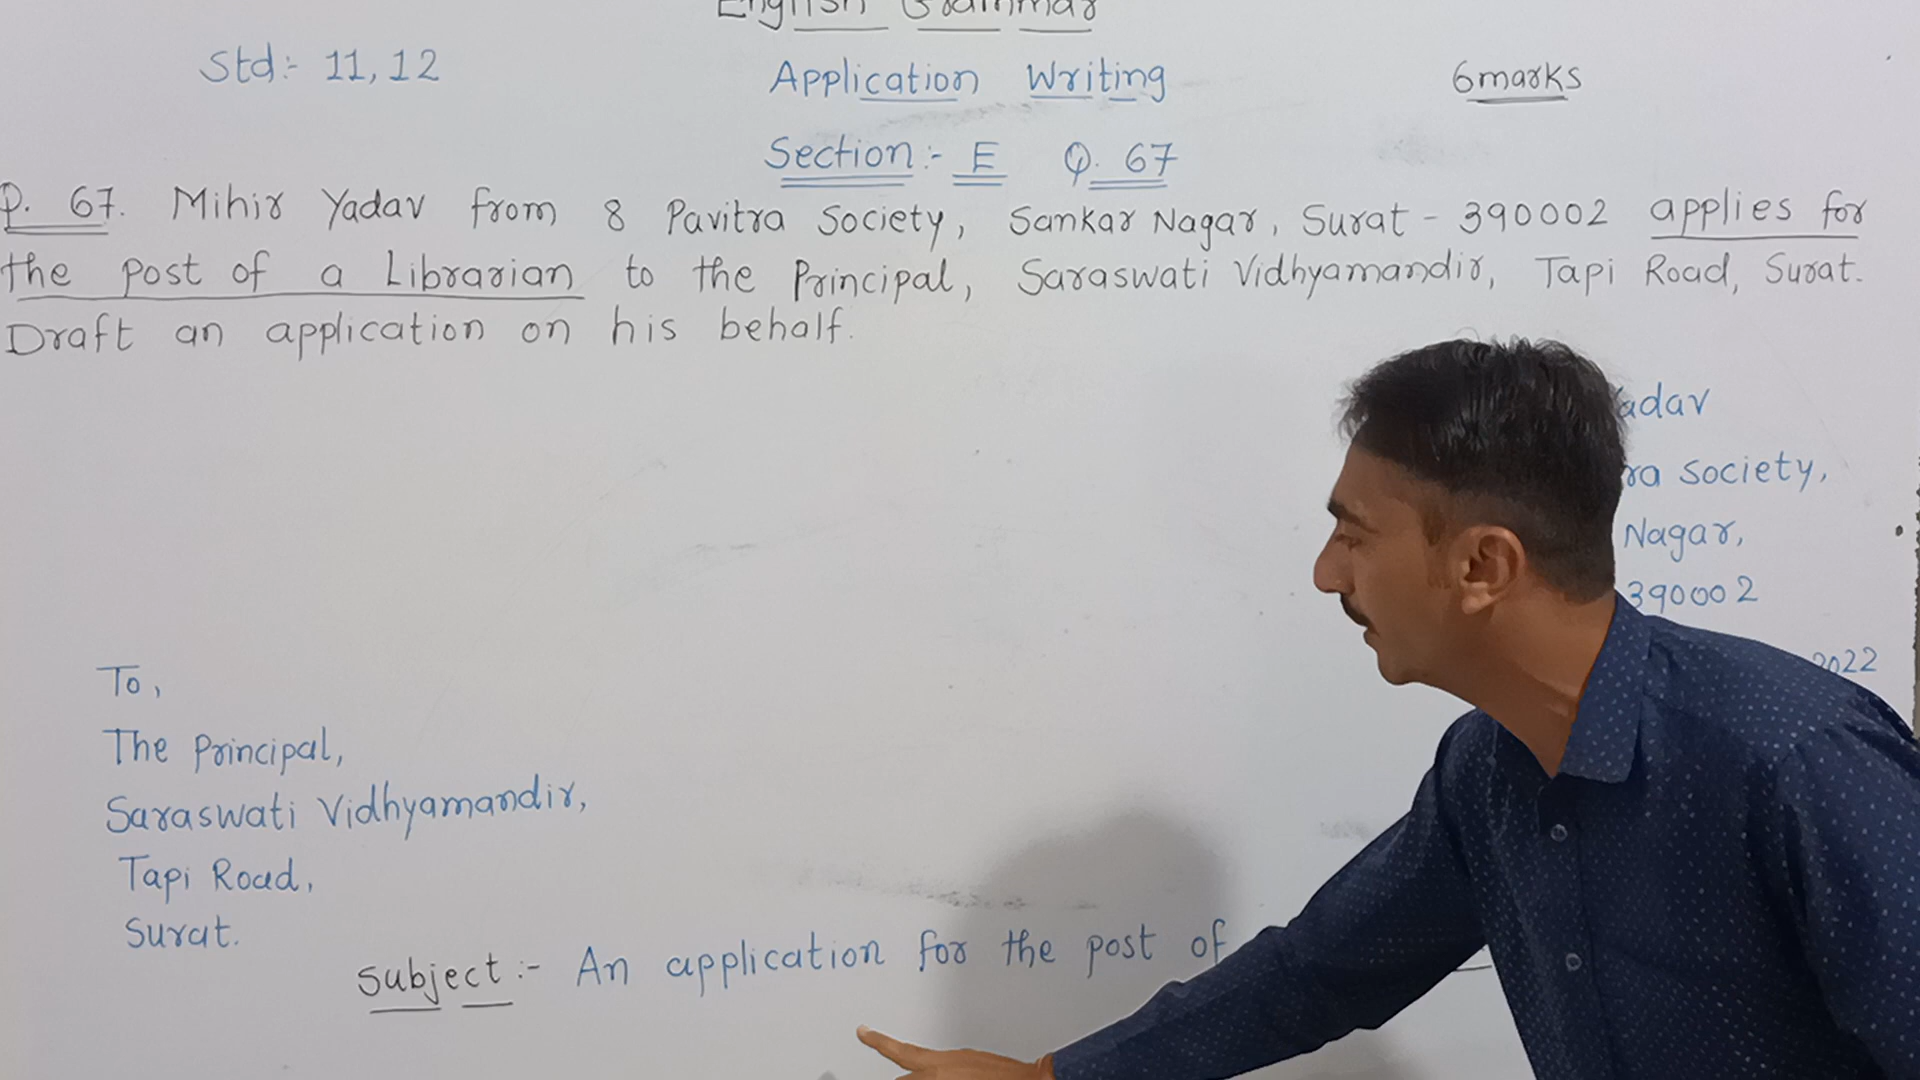 English Grammar
Std:- 11, 12
Application Writing
6 marks
Section:- E Q. 67
Q. 67. Mihir Yadav from 8 Pavitra Society, Sankar Nagar, Surat - 390002 applies for
the post of a Librarian to the Principal, Saraswati Vidhyamandir, Tapi Road, Surat.
Draft an application on his behalf.
adav
ra society,
Nagar,
390002
2022
To,
The Principal,
Saraswati Vidhyamandir,
Tapi Road,
Surat.
Subject:- An application for the post of